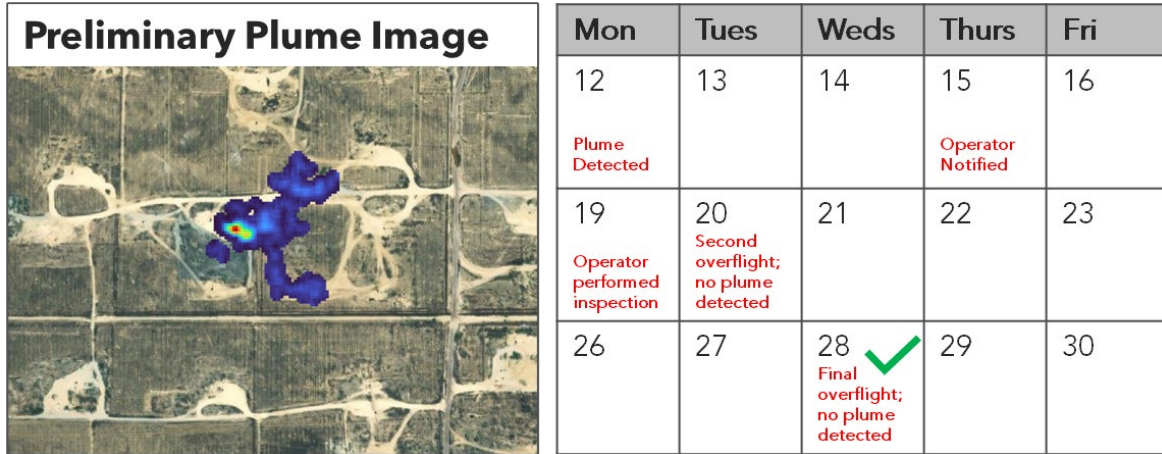 Preliminary Plume Image
Mon Tues Weds Thurs Fri
12 13 14 15 16
Plume
Detected
Operator
Notified
19 20 21 22 23
Operator
performed
inspection
Second
overflight;
no plume
detected
26 27 28 29 30
Final
overflight;
no plume
detected